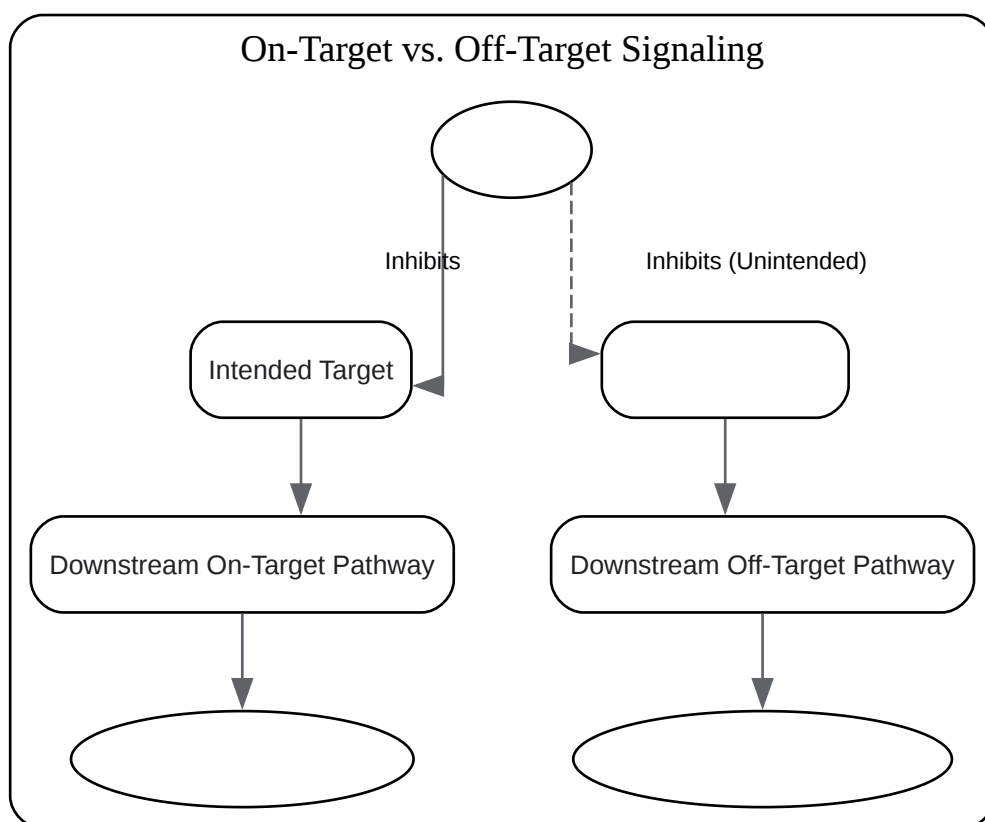 On-Target vs. Off-Target Signaling
Inhibits
Inhibits (Unintended)
Intended Target
Downstream On-Target Pathway
Downstream Off-Target Pathway